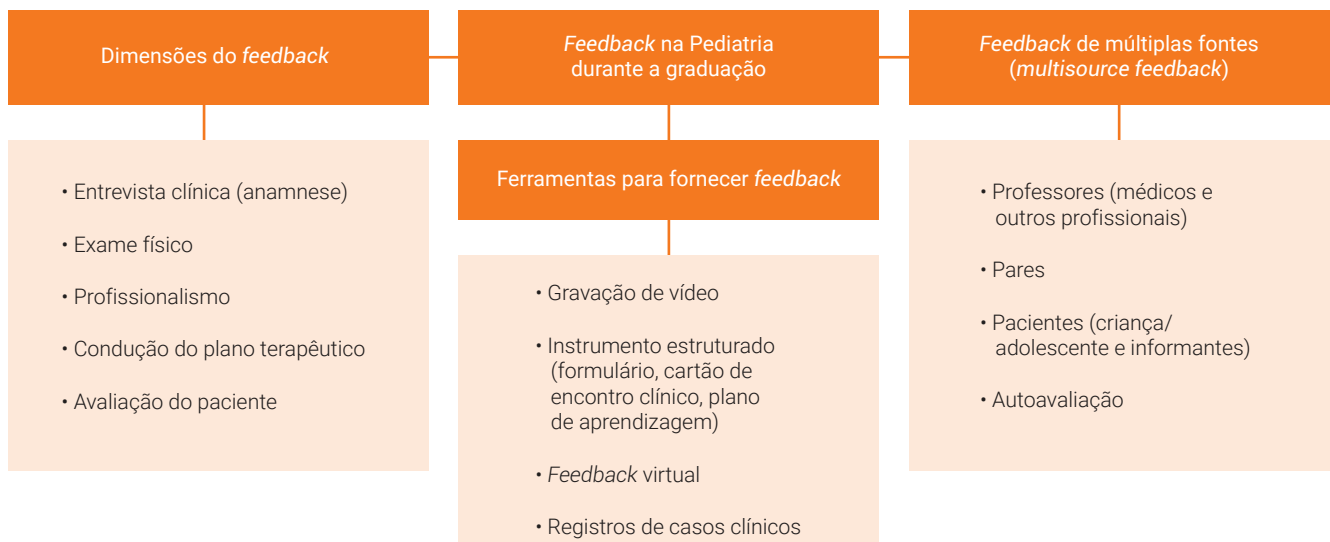 Dimensões do feedback
• Entrevista clínica (anamnese)
• Exame físico
• Profissionalismo
• Condução do plano terapêutico
• Avaliação do paciente
Feedback na Pediatria
durante a graduação
Ferramentas para fornecer feedback
• Gravação de vídeo
• Instrumento estruturado
(formulário, cartão de
encontro clínico, plano
de aprendizagem)
• Feedback virtual
• Registros de casos clínicos
Feedback de múltiplas fontes
(multisource feedback)
• Professores (médicos e
outros profissionais)
• Pares
• Pacientes (criança/
adolescente e informantes)
• Autoavaliação